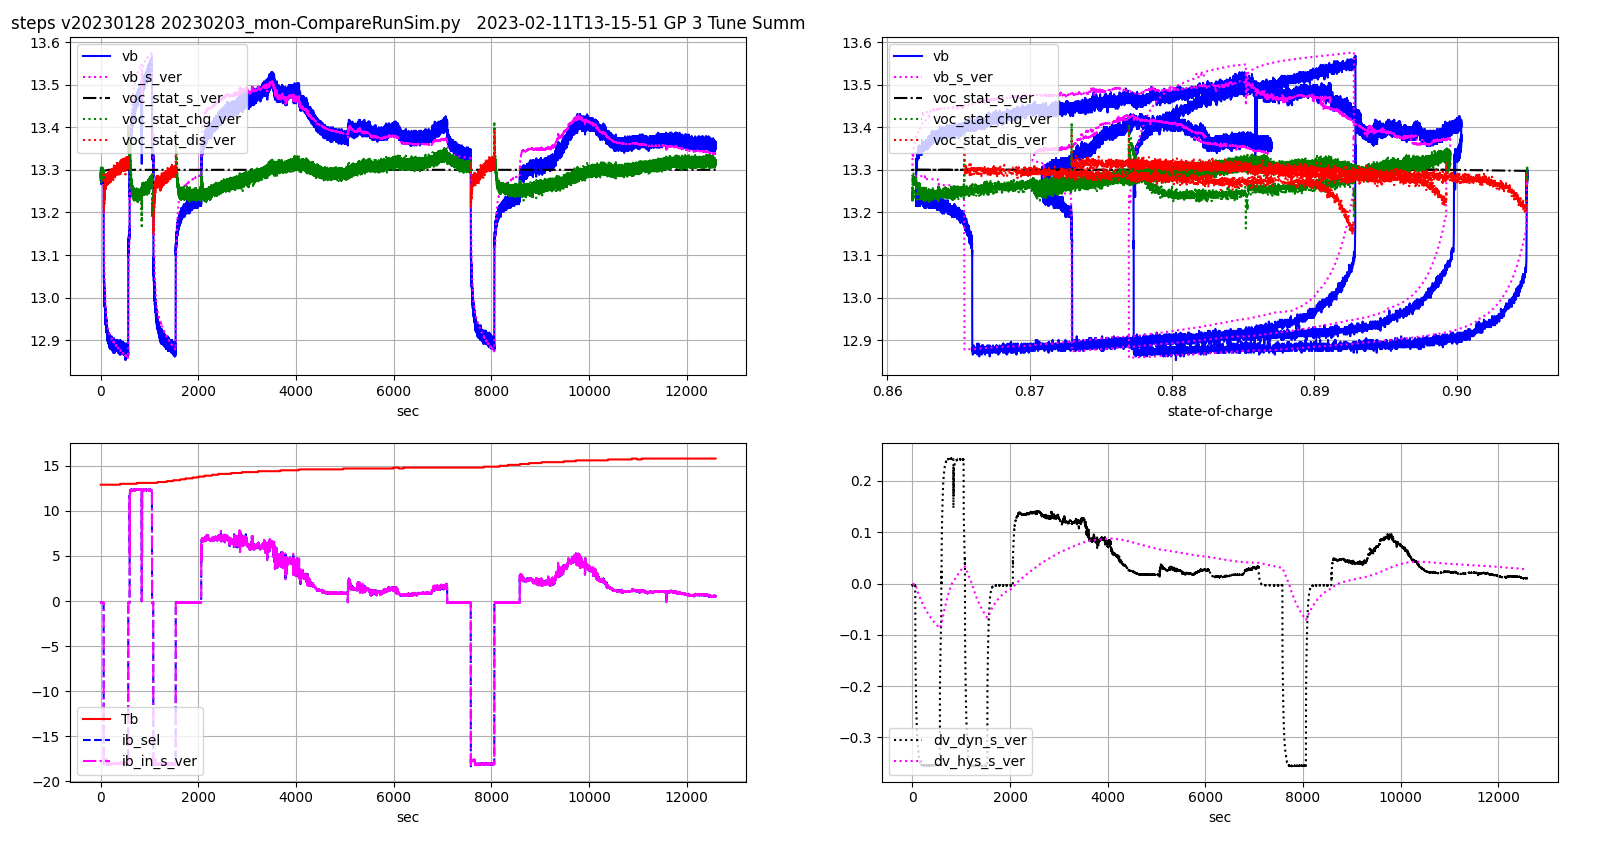 steps v20230128 20230203_mon-CompareRunSim.py   2023-02-11T13-15-51 GP 3 Tune Summ
13.6
13.5
13.4
13.3
13.2
13.1
13.0
12.9
vb
vb_s_ver
voc_stat_s_ver
voc_stat_chg_ver
voc_stat_dis_ver
0 2000 4000 6000 8000 10000 12000
sec
13.6
13.5
13.4
13.3
13.2
13.1
13.0
12.9
vb
vb_s_ver
voc_stat_s_ver
voc_stat_chg_ver
voc_stat_dis_ver
0.86 0.87 0.88 0.89 0.90
state-of-charge
15
10
5
0
−5
−10
−15
−20
Tb
ib_sel
ib_in_s_ver
0 2000 4000 6000 8000 10000 12000
sec
0.2
0.1
0.0
−0.1
−0.2
−0.3
dv_dyn_s_ver
dv_hys_s_ver
0 2000 4000 6000 8000 10000 12000
sec